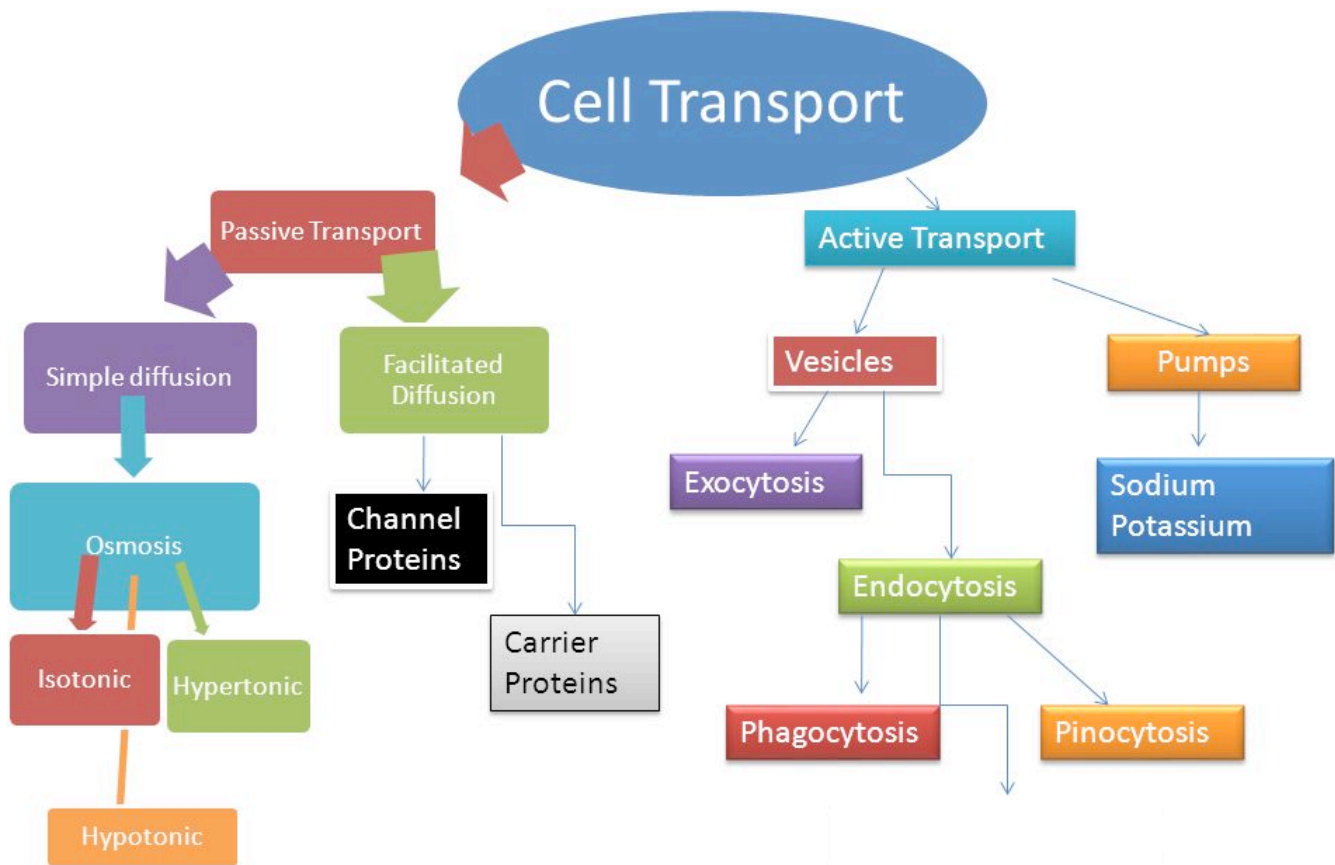 Cell Transport
Passive Transport
Active Transport
Simple diffusion
Facilitated
Diffusion
Vesicles
Pumps
Exocytosis
Sodium
Potassium
Channel
Proteins
Osmosis
Endocytosis
Carrier
Proteins
Isotonic
Hypertonic
Phagocytosis
Pinocytosis
Hypotonic